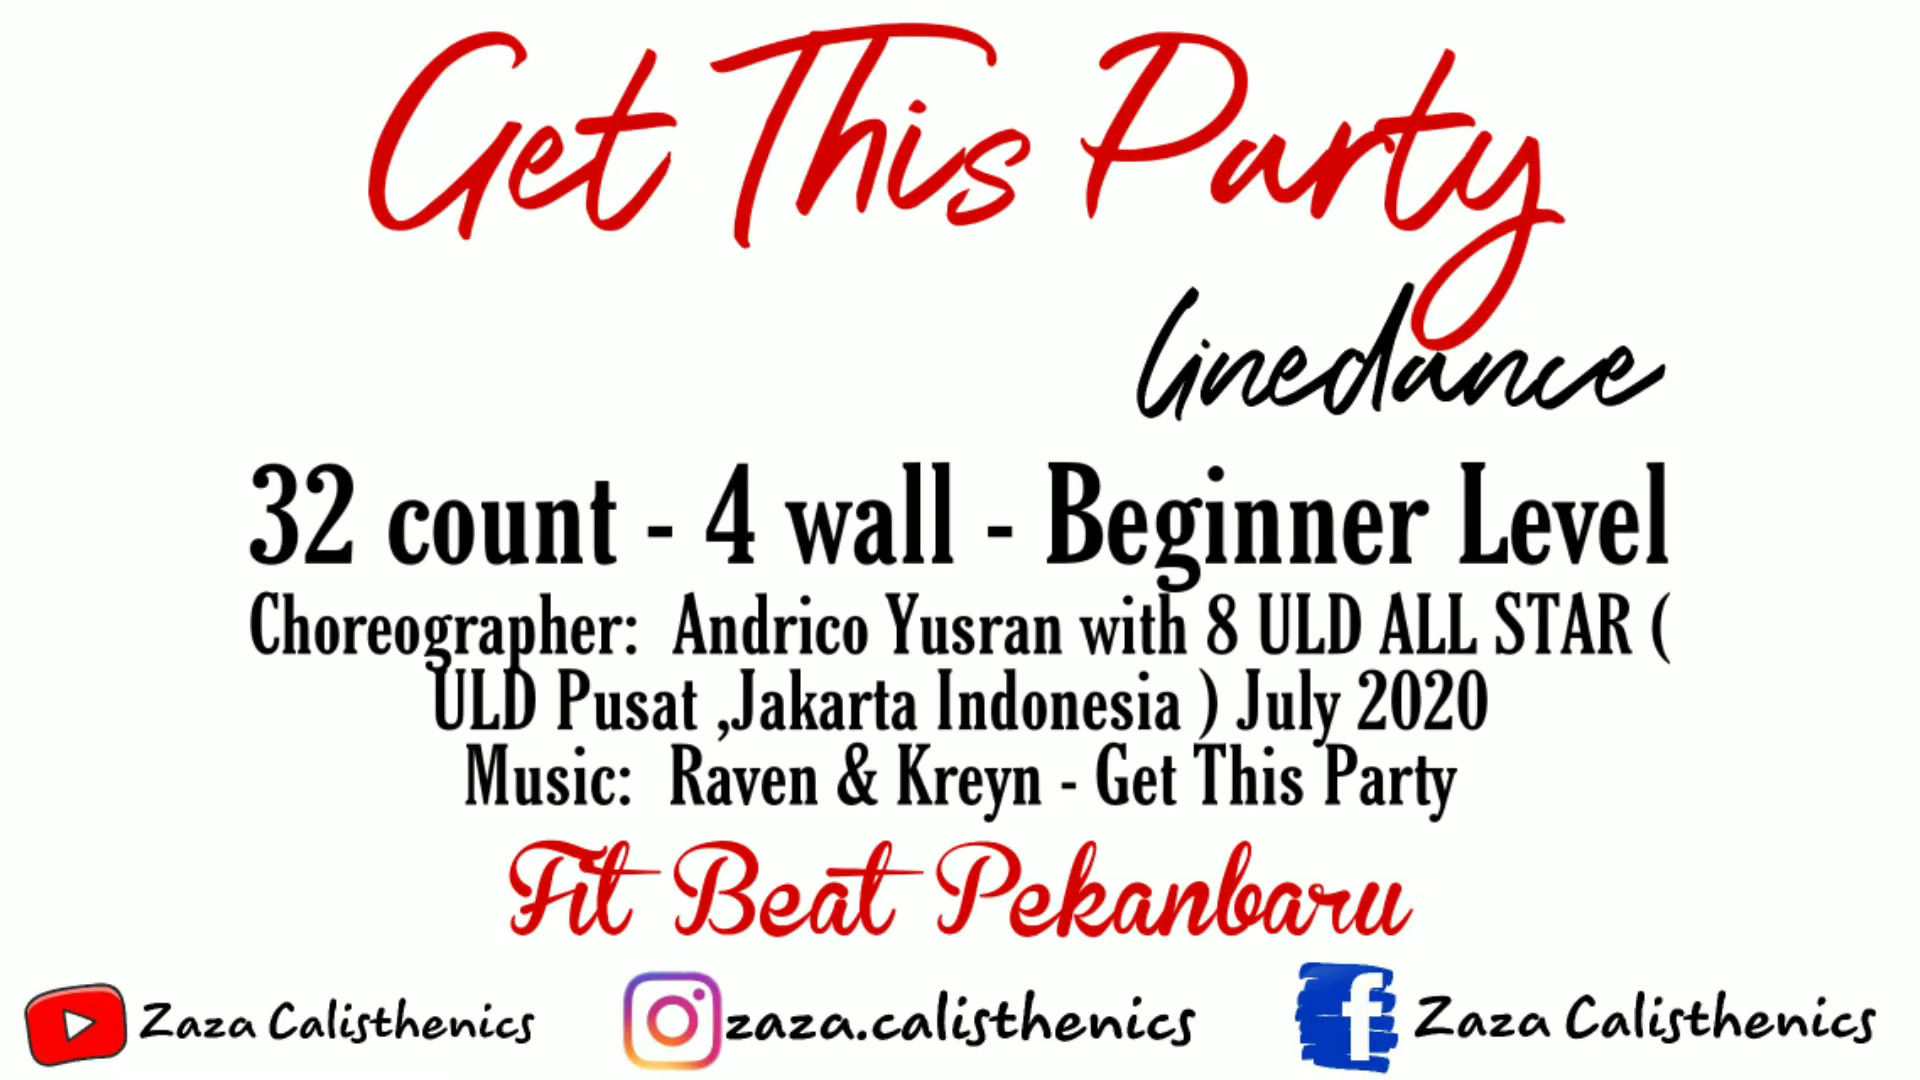 Get This Party
linedance
32 count - 4 wall - Beginner Level
Choreographer: Andrico Yusran with 8 ULD ALL STAR (
ULD Pusat ,Jakarta Indonesia ) July 2020
Music: Raven & Kreyn - Get This Party
Fit Beat Pekanbaru
Zaza Calisthenics
zaza.calisthenics
Zaza Calisthenics